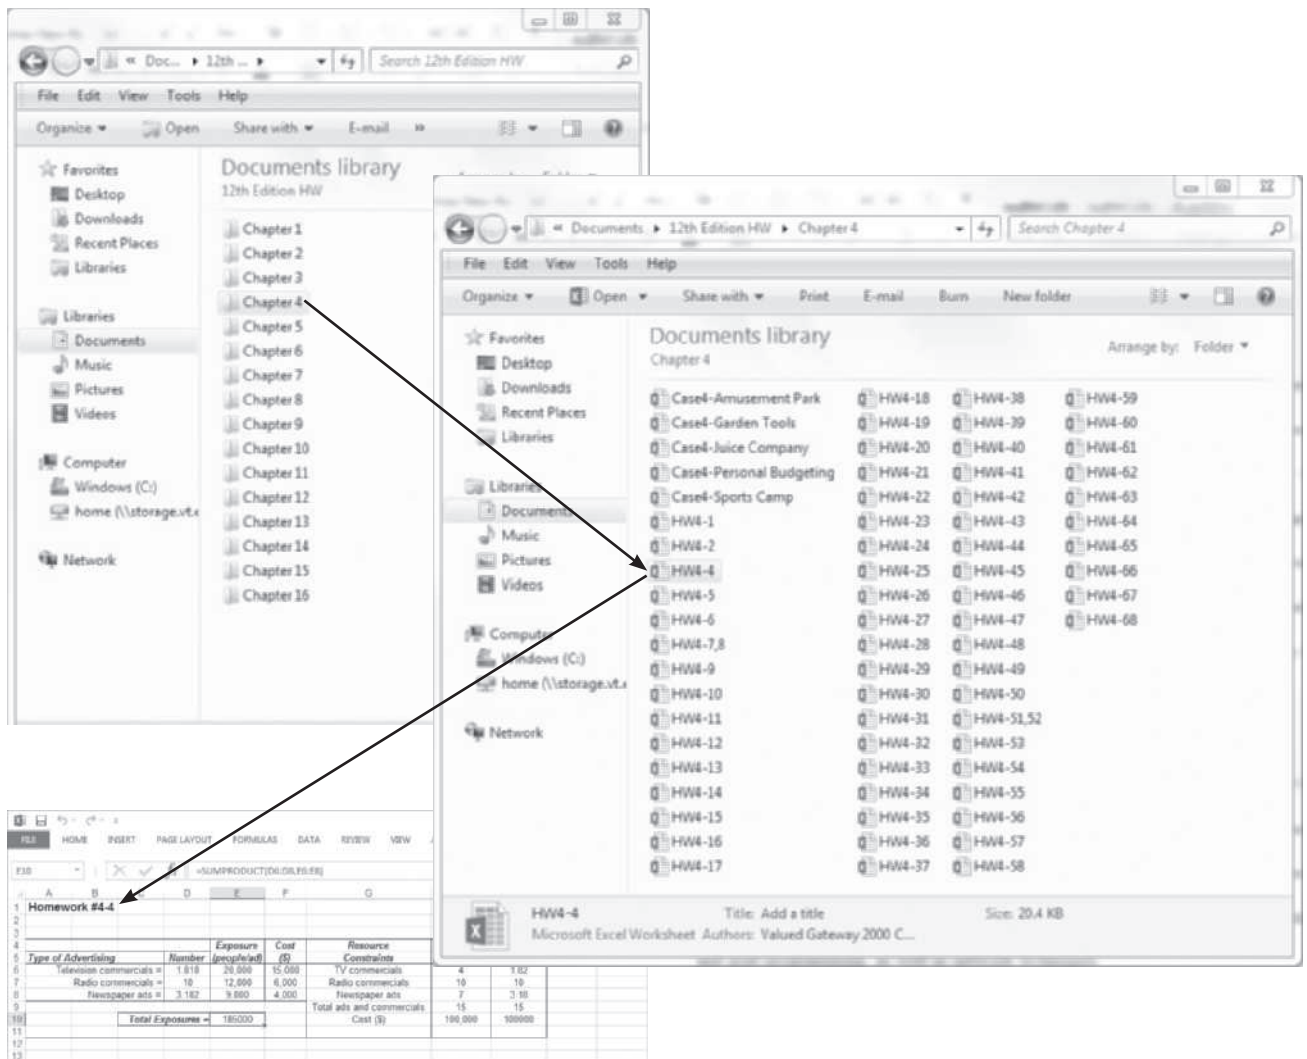 Doc... 12th ...
Search 12th Edition HW
File Edit View Tools Help
Organize Open Share with E-mail »
Favorites
Desktop
Downloads
Recent Places
Libraries
Libraries
Documents
Music
Pictures
Videos
Computer
Windows (C:)
home (\\storage.vt.e
Network
Documents library
12th Edition HW
Chapter 1
Chapter 2
Chapter 3
Chapter 4
Chapter 5
Chapter 6
Chapter 7
Chapter 8
Chapter 9
Chapter 10
Chapter 11
Chapter 12
Chapter 13
Chapter 14
Chapter 15
Chapter 16
« Documents 12th Edition HW Chapter 4
Search Chapter 4
File Edit View Tools Help
Organize Open Share with Print E-mail Burn New folder
Favorites
Desktop
Downloads
Recent Places
Libraries
Libraries
Documents
Music
Pictures
Videos
Computer
Windows (C:)
home (\\storage.vt.e
Network
Documents library
Chapter 4
Arrange by: Folder
Case4-Amusement Park
Case4-Garden Tools
Case4-Juice Company
Case4-Personal Budgeting
Case4-Sports Camp
HW4-1
HW4-2
HW4-4
HW4-5
HW4-6
HW4-7,8
HW4-9
HW4-10
HW4-11
HW4-12
HW4-13
HW4-14
HW4-15
HW4-16
HW4-17
HW4-18
HW4-19
HW4-20
HW4-21
HW4-22
HW4-23
HW4-24
HW4-25
HW4-26
HW4-27
HW4-28
HW4-29
HW4-30
HW4-31
HW4-32
HW4-33
HW4-34
HW4-35
HW4-36
HW4-37
HW4-38
HW4-39
HW4-40
HW4-41
HW4-42
HW4-43
HW4-44
HW4-45
HW4-46
HW4-47
HW4-48
HW4-49
HW4-50
HW4-51,52
HW4-53
HW4-54
HW4-55
HW4-56
HW4-57
HW4-58
HW4-59
HW4-60
HW4-61
HW4-62
HW4-63
HW4-64
HW4-65
HW4-66
HW4-67
HW4-68
HW4-4 Title: Add a title Size: 20.4 KB
Microsoft Excel Worksheet Authors: Valued Gateway 2000 C...
FILE HOME INSERT PAGE LAYOUT FORMULAS DATA REVIEW VIEW
E10 =SUMPRODUCT(D6:D8,E6:E8)
A B D E F G
1 Homework #4-4
2
3
4 Exposure Cost Resource
5 Type of Advertising Number (people/ad) ($) Constraints
6 Television commercials = 1.818 20,000 15,000 TV commercials 4 1.82
7 Radio commercials = 10 12,000 6,000 Radio commercials 10 10
8 Newspaper ads = 3.182 9,000 4,000 Newspaper ads 7 3.18
9 Total ads and commercials 15 15
10 Total Exposures = 185000 Cost ($) 100,000 100000
11
12
13